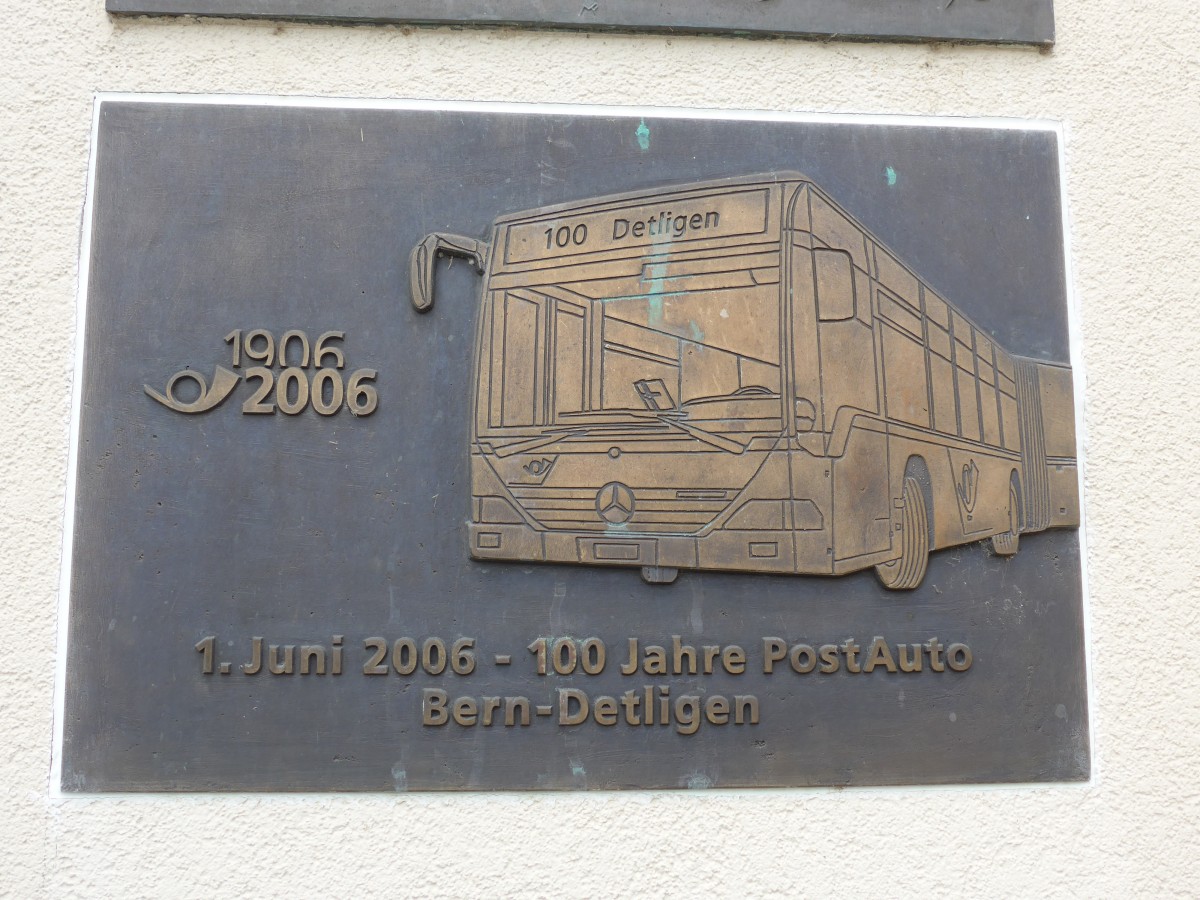 100 Detligen
1906
2006
1. Juni 2006 - 100 Jahre PostAuto
Bern-Detligen